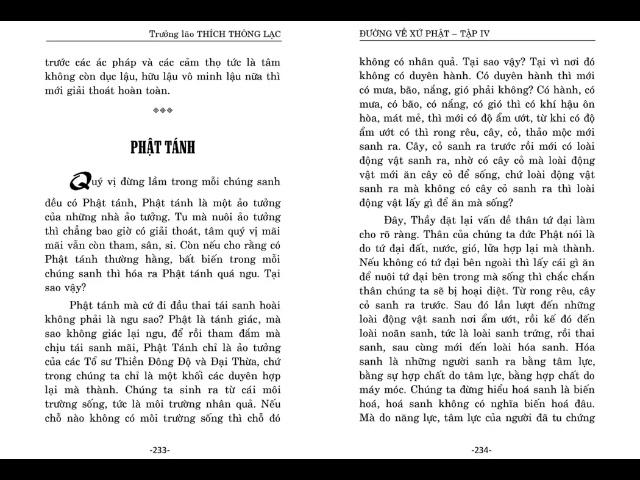 Trưởng lão THÍCH THÔNG LẠC
trước các ác pháp và các cảm thọ tức là tâm
không còn dục lậu, hữu lậu vô minh lậu nữa thì
mới giải thoát hoàn toàn.
PHẬT TÁNH
Quý vị đừng lầm trong mỗi chúng sanh
đều có Phật tánh, Phật tánh là một ảo tưởng
của những nhà ảo tưởng. Tu mà nuôi ảo tưởng
thì chẳng bao giờ có giải thoát, tâm quý vị mãi
mãi vẫn còn tham, sân, si. Còn nếu cho rằng có
Phật tánh thường hằng, bất biến trong mỗi
chúng sanh thì hóa ra Phật tánh quá ngu. Tại
sao vậy?
Phật tánh mà cứ đi đầu thai tái sanh hoài
không phải là ngu sao? Phật là tánh giác, mà
sao không giác lại ngu, để rồi tham đắm mà
chịu tái sanh mãi, Phật Tánh chỉ là ảo tưởng
của các Tổ sư Thiền Đông Độ và Đại Thừa, chứ
trong chúng ta chỉ là một khối các duyên hợp
lại mà thành. Chúng ta sinh ra từ cái môi
trường sống, tức là môi trường nhân quả. Nếu
chỗ nào không có môi trường sống thì chỗ đó
-233-
ĐƯỜNG VỀ XỨ PHẬT – TẬP IV
không có nhân quả. Tại sao vậy? Tại vì nơi đó
không có duyên hành. Có duyên hành thì mới
có mưa, bão, nắng, gió phải không? Có hành, có
mưa, có bão, có nắng, có gió thì có khí hậu ôn
hòa, mát mẻ, thì mới có độ ẩm ướt, từ khi có độ
ẩm ướt có thì rong rêu, cây, cỏ, thảo mộc mới
sanh ra. Cây, cỏ sanh ra trước rồi mới có loài
động vật sanh ra, nhờ có cây cỏ mà loài động
vật mới ăn cây cỏ để sống, chứ loài động vật
sanh ra mà không có cây cỏ sanh ra thì loài
động vật lấy gì để ăn mà sống?
Đây, Thầy đặt lại vấn đề thân tứ đại làm
cho rõ ràng. Thân của chúng ta đức Phật nói là
do tứ đại đất, nước, gió, lửa hợp lại mà thành.
Nếu không có tứ đại bên ngoài thì lấy cái gì ăn
để nuôi tứ đại bên trong mà sống thì chắc chắn
thân chúng ta sẽ bị hoại diệt. Từ rong rêu, cây
cỏ sanh ra trước. Sau đó lần lượt đến những
loài động vật sanh nơi ẩm ướt, rồi kế đó đến
loài noãn sanh, tức là loài sanh trứng, rồi thai
sanh, sau cùng mới đến loài hóa sanh. Hóa
sanh là những người sanh ra bằng tâm lực,
bằng sự hợp chất do tâm lực, bằng hợp chất do
máy móc. Chúng ta đừng hiểu hoá sanh là biến
hoá, hoá sanh không có nghĩa biến hoá đâu.
Mà do năng lực, tâm lực của người đã tu chứng
-234-